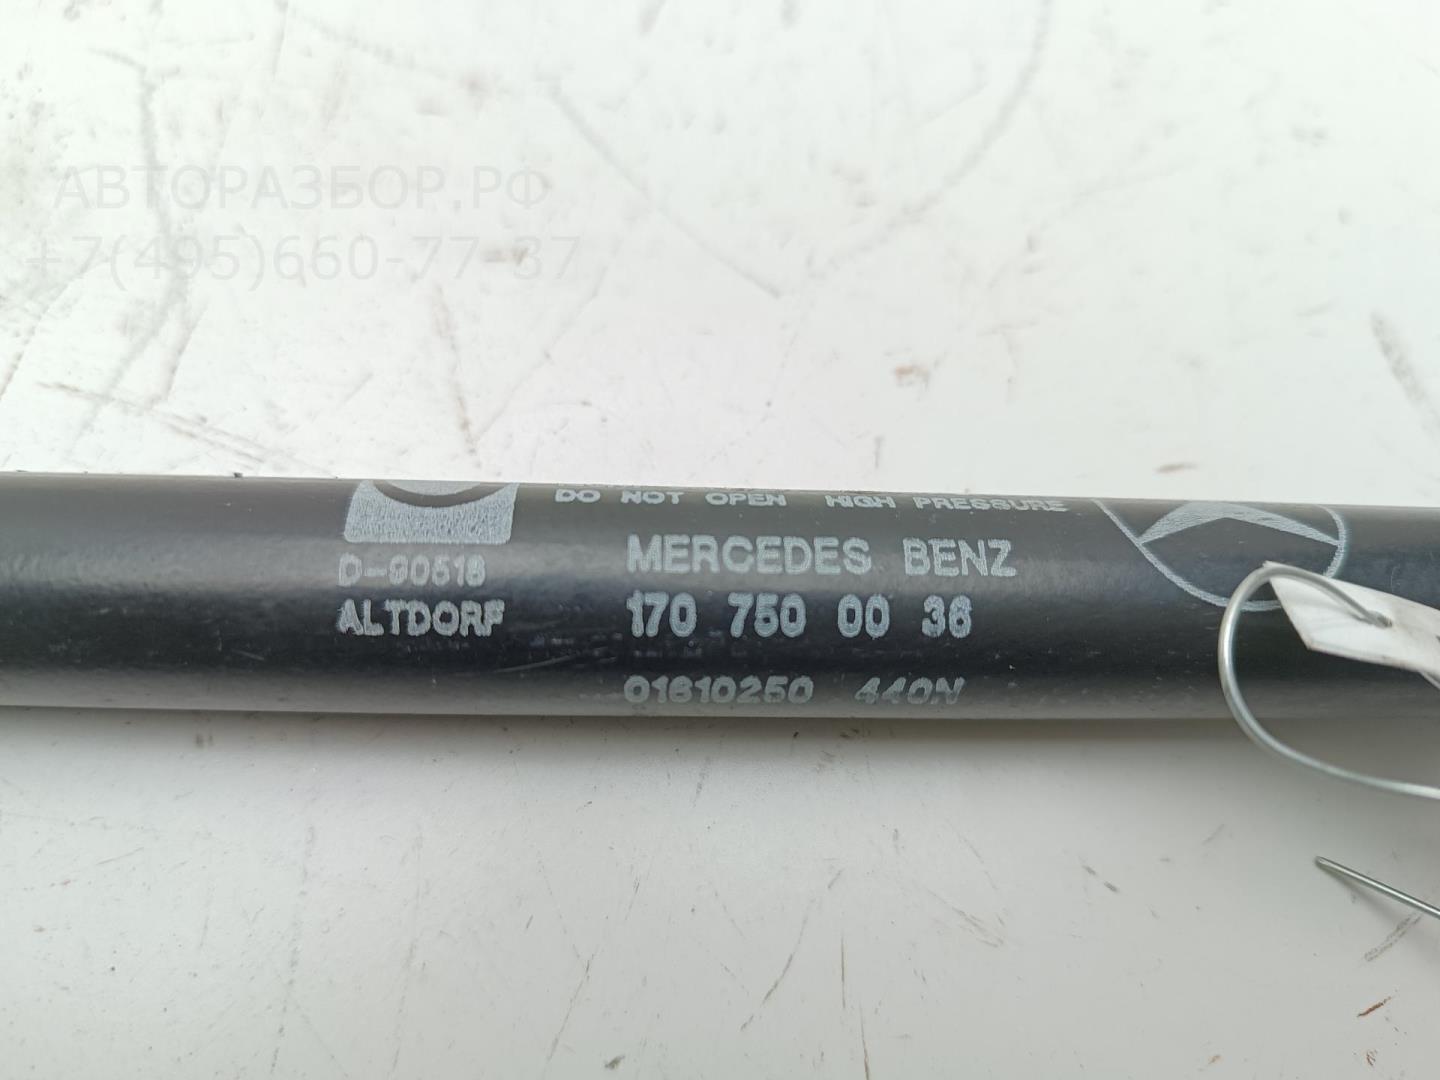 АВТОРАЗБОР.РФ
+7(495)660-77-37
DO NOT OPEN HIGH PRESSURE
MERCEDES BENZ
D-90518
ALTDORF
170 750 00 36
01610250 440N